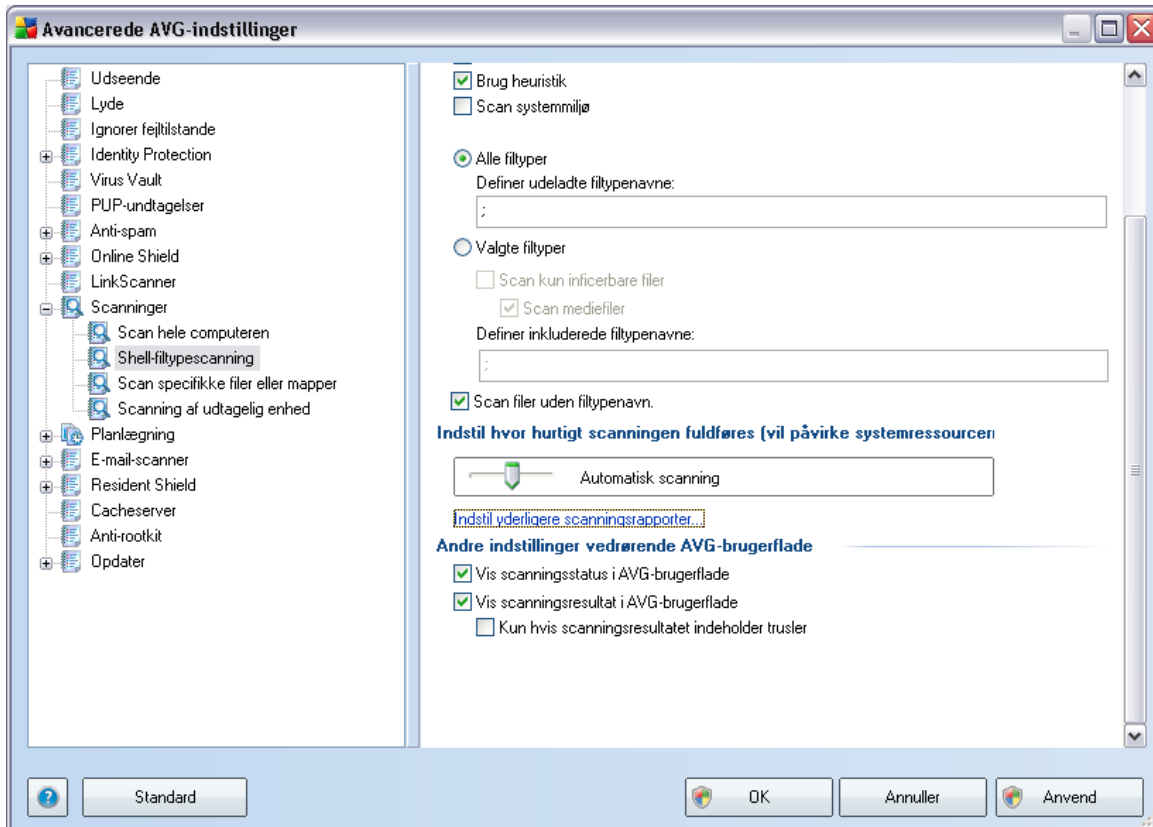 Avancerede AVG-indstillinger
Udseende
Lyde
Ignorer fejltilstande
Identity Protection
Virus Vault
PUP-undtagelser
Anti-spam
Online Shield
LinkScanner
Scanninger
Scan hele computeren
Shell-filtypescanning
Scan specifikke filer eller mapper
Scanning af udtagelig enhed
Planlægning
E-mail-scanner
Resident Shield
Cacheserver
Anti-rootkit
Opdater
Brug heuristik
Scan systemmiljø
Alle filtyper
Definer udeladte filtypenavne:
;
Valgte filtyper
Scan kun inficerbare filer
Scan mediefiler
Definer inkluderede filtypenavne:
;
Scan filer uden filtypenavn.
Indstil hvor hurtigt scanningen fuldføres (vil påvirke systemressourcer
Automatisk scanning
Indstil yderligere scanningsrapporter...
Andre indstillinger vedrørende AVG-brugerflade
Vis scanningsstatus i AVG-brugerflade
Vis scanningsresultat i AVG-brugerflade
Kun hvis scanningsresultatet indeholder trusler
Standard
OK
Annuller
Anvend